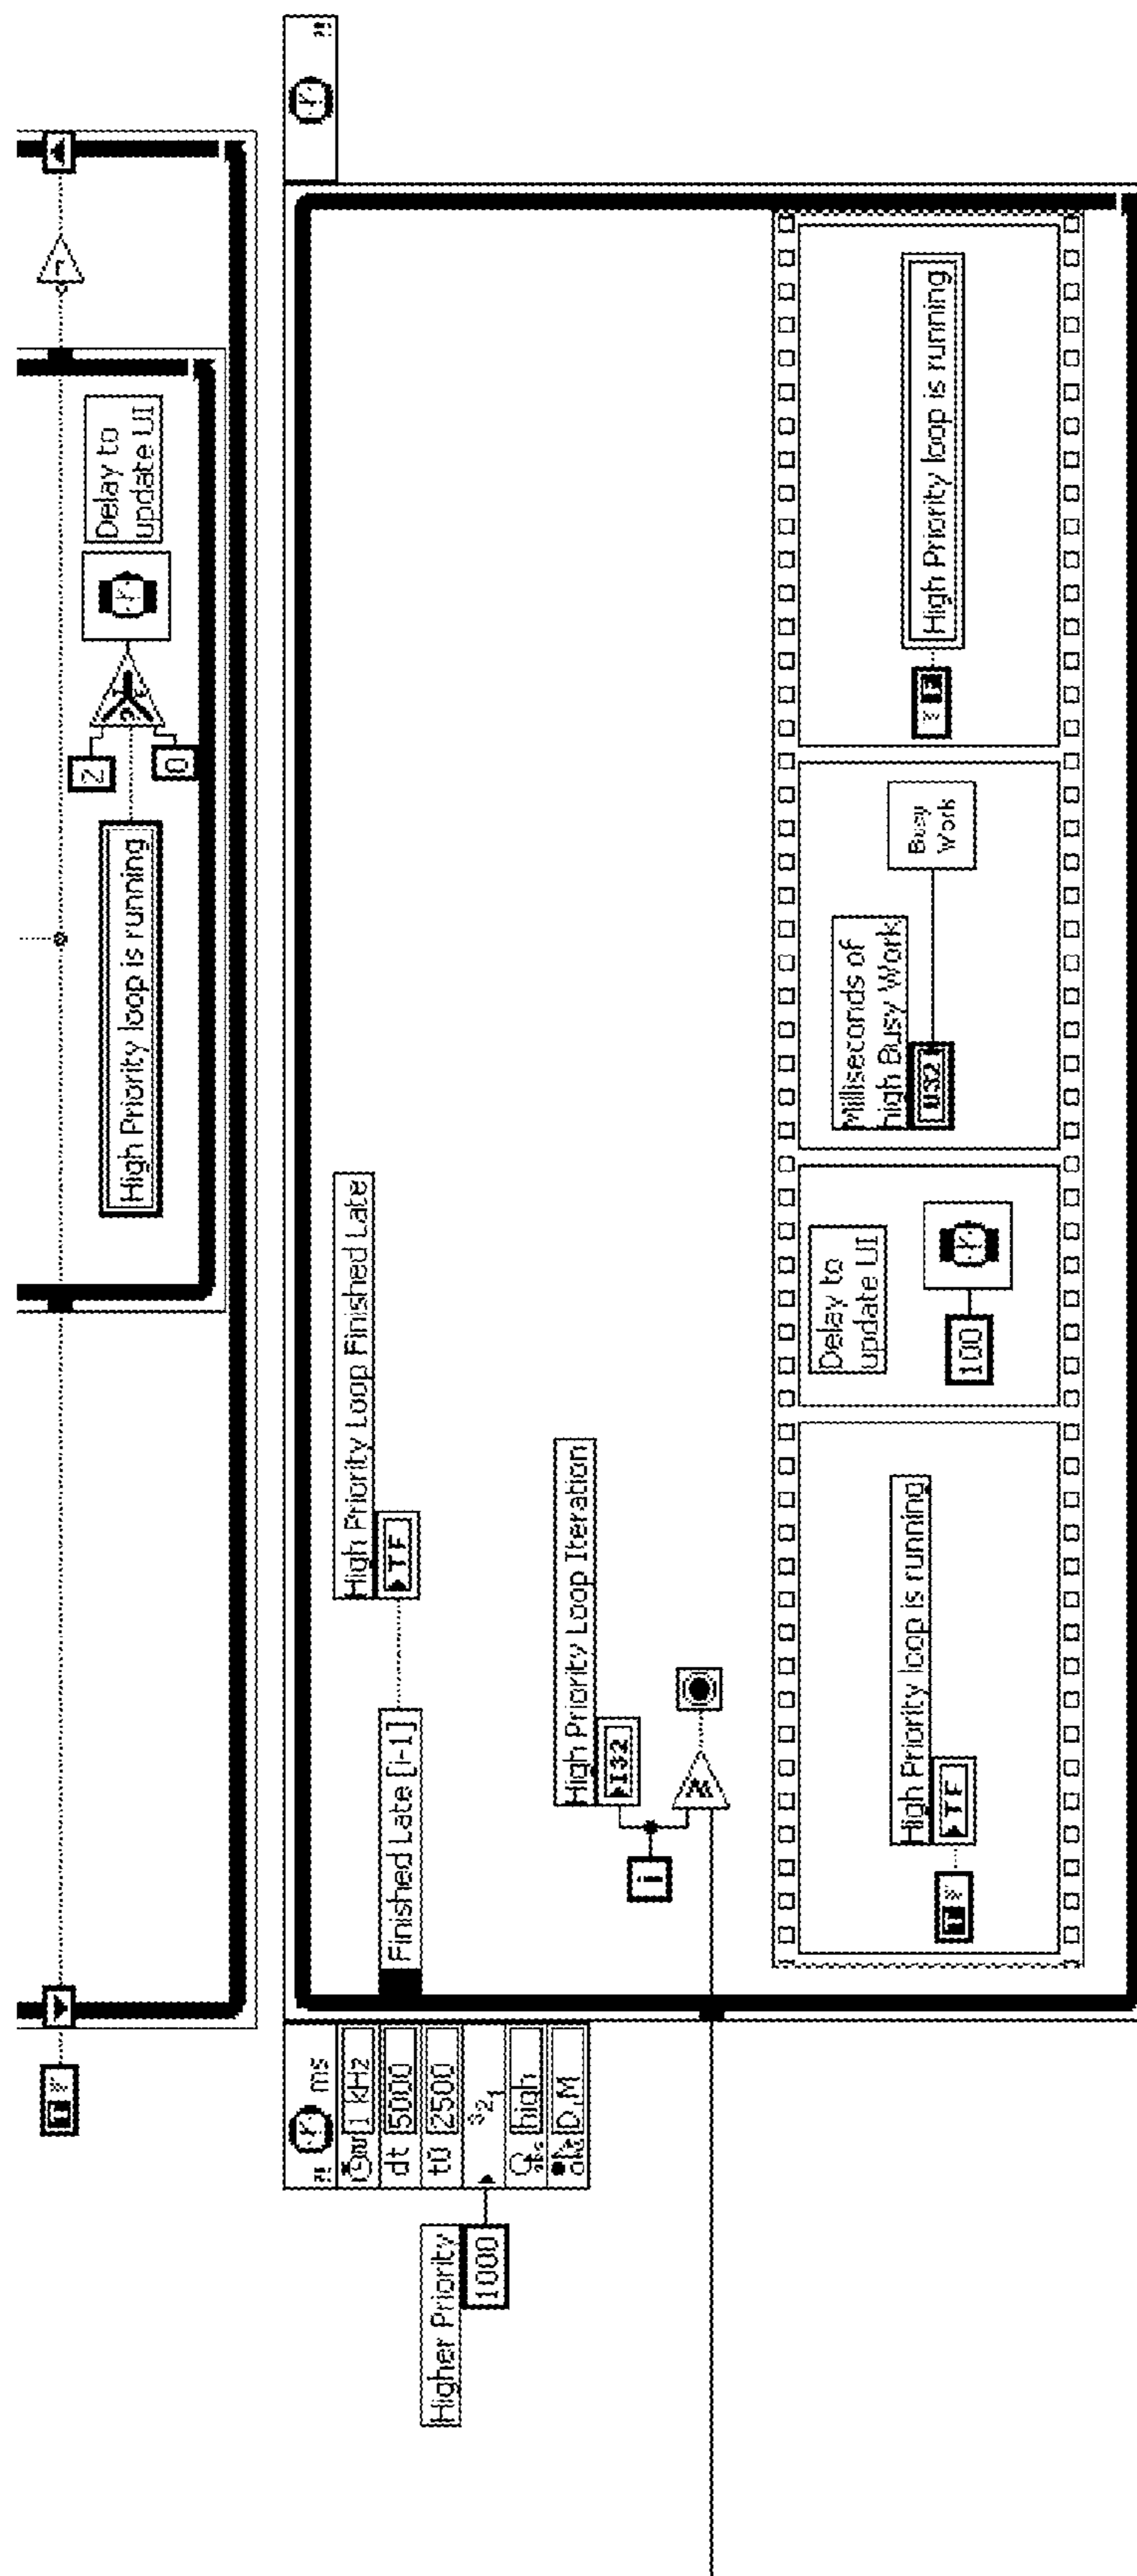 High Priority loop is running
2
0
Delay to
update UI
Higher Priority
1000
ms
1 kHz
dt 5000
t0 2500
high
Finished Late [i-1]
High Priority Loop Finished Late
TF
High Priority Loop Iteration
I32
i
High Priority loop is running
TF
Delay to
update UI
100
Milliseconds of
high Busy Work
U32
Busy
Work
High Priority loop is running